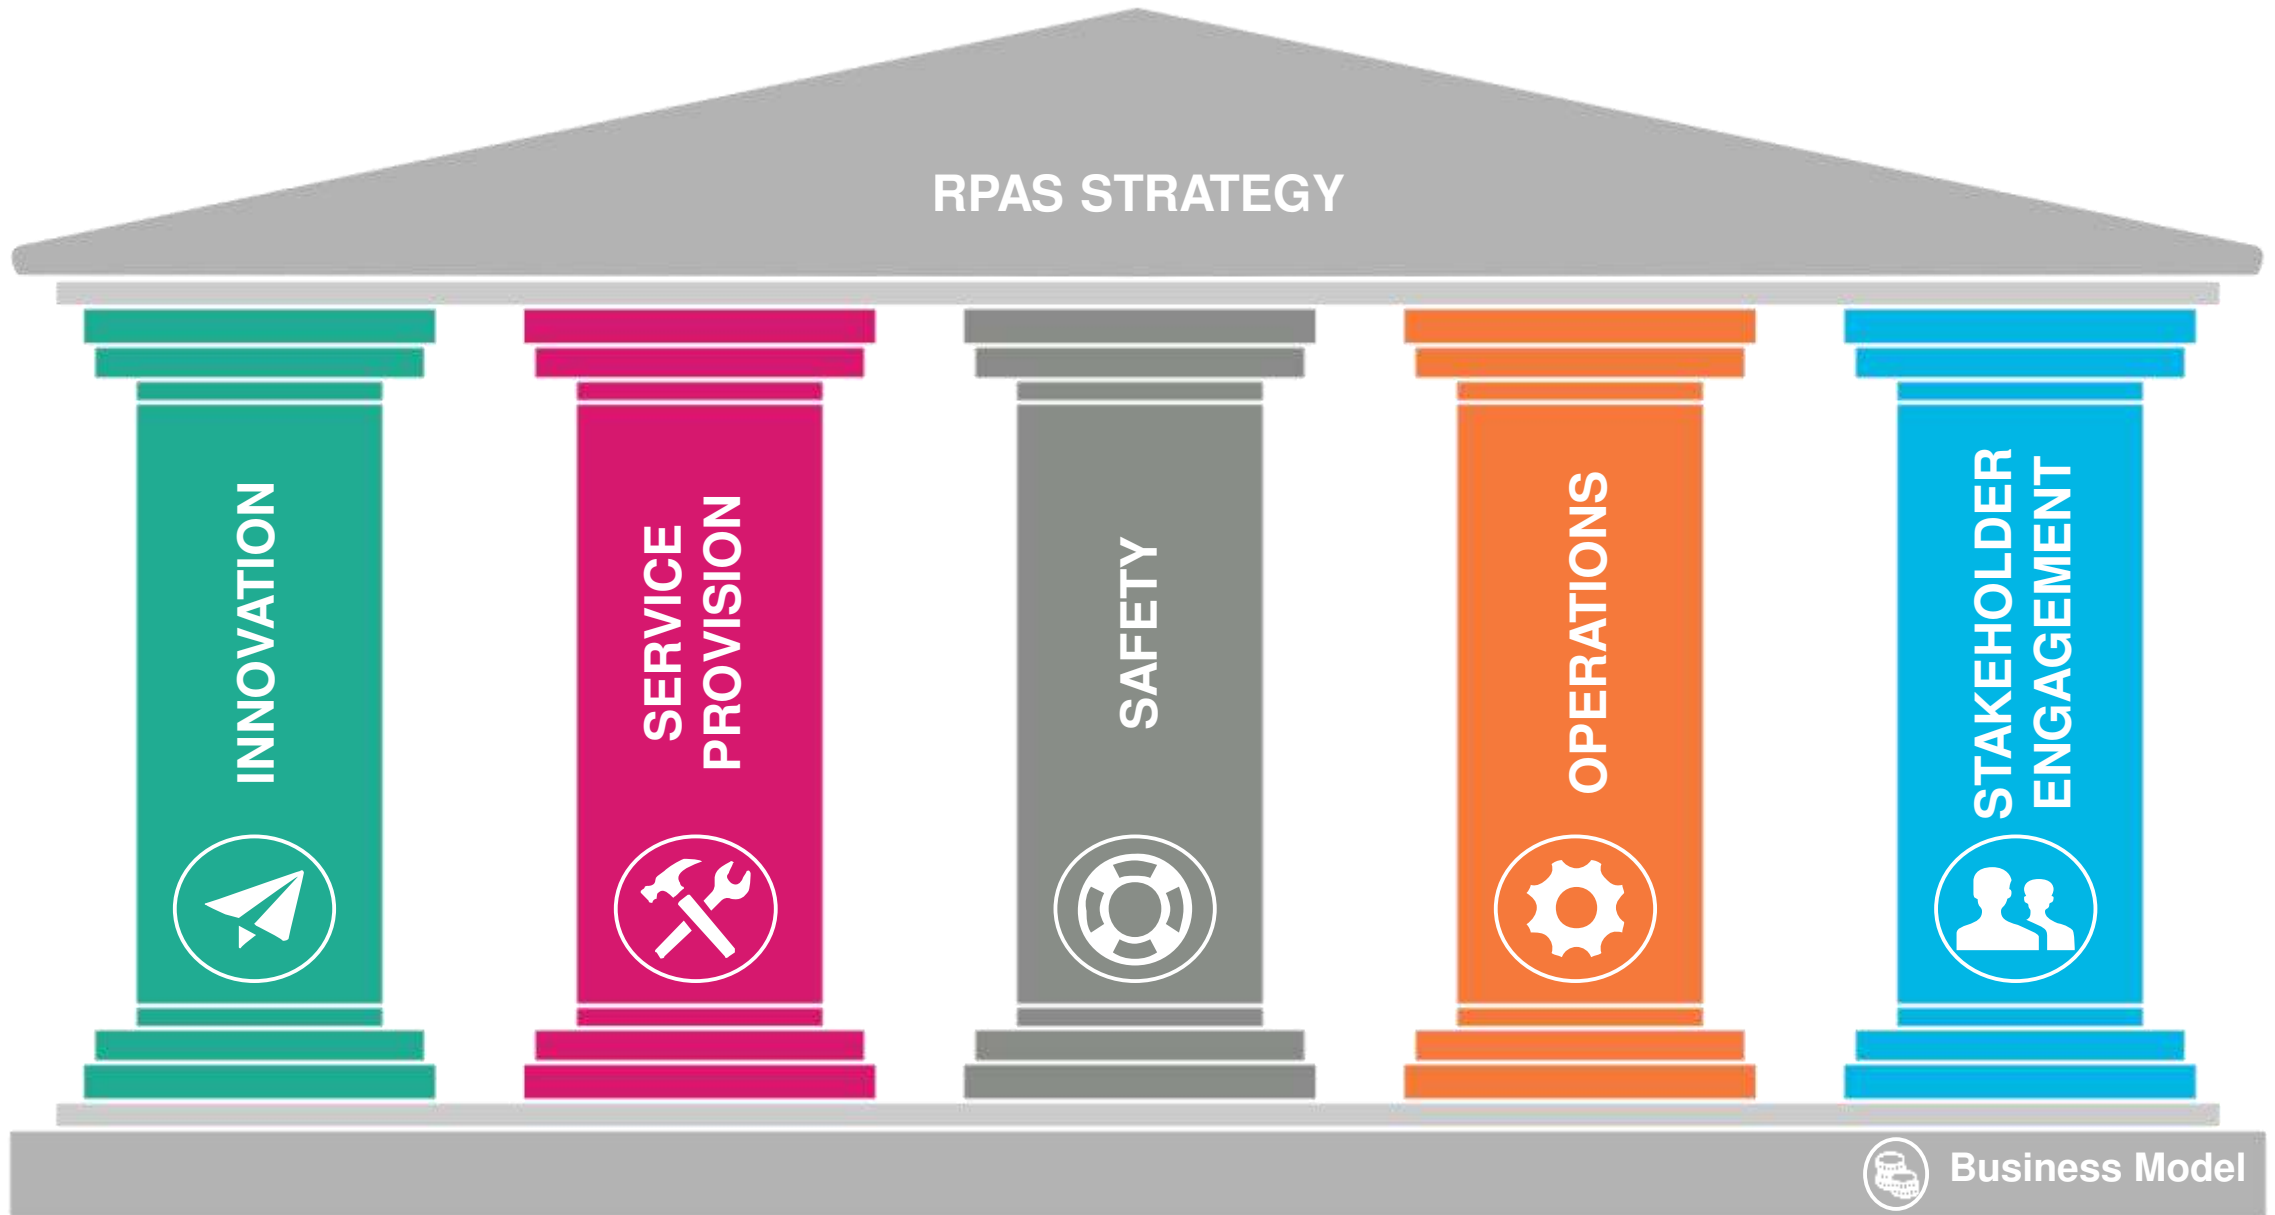 RPAS STRATEGY
INNOVATION
SERVICE
PROVISION
SAFETY
OPERATIONS
STAKEHOLDER
ENGAGEMENT
Business Model